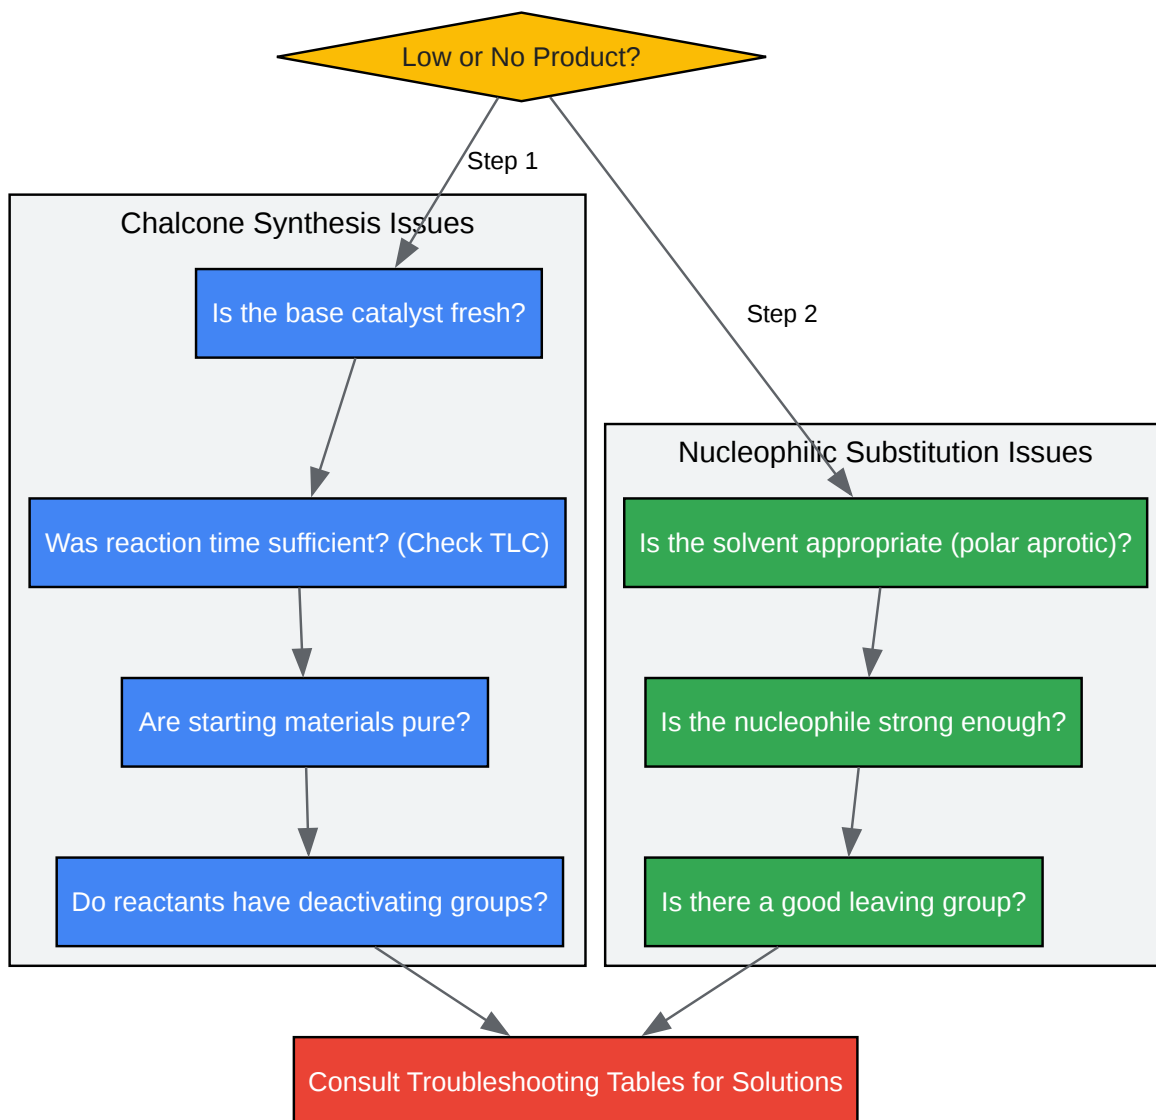 Low or No Product?
Step 1
Chalcone Synthesis Issues
Is the base catalyst fresh?
Step 2
Nucleophilic Substitution Issues
Was reaction time sufficient? (Check TLC)
Is the solvent appropriate (polar aprotic)?
Are starting materials pure?
Is the nucleophile strong enough?
Do reactants have deactivating groups?
Is there a good leaving group?
Consult Troubleshooting Tables for Solutions